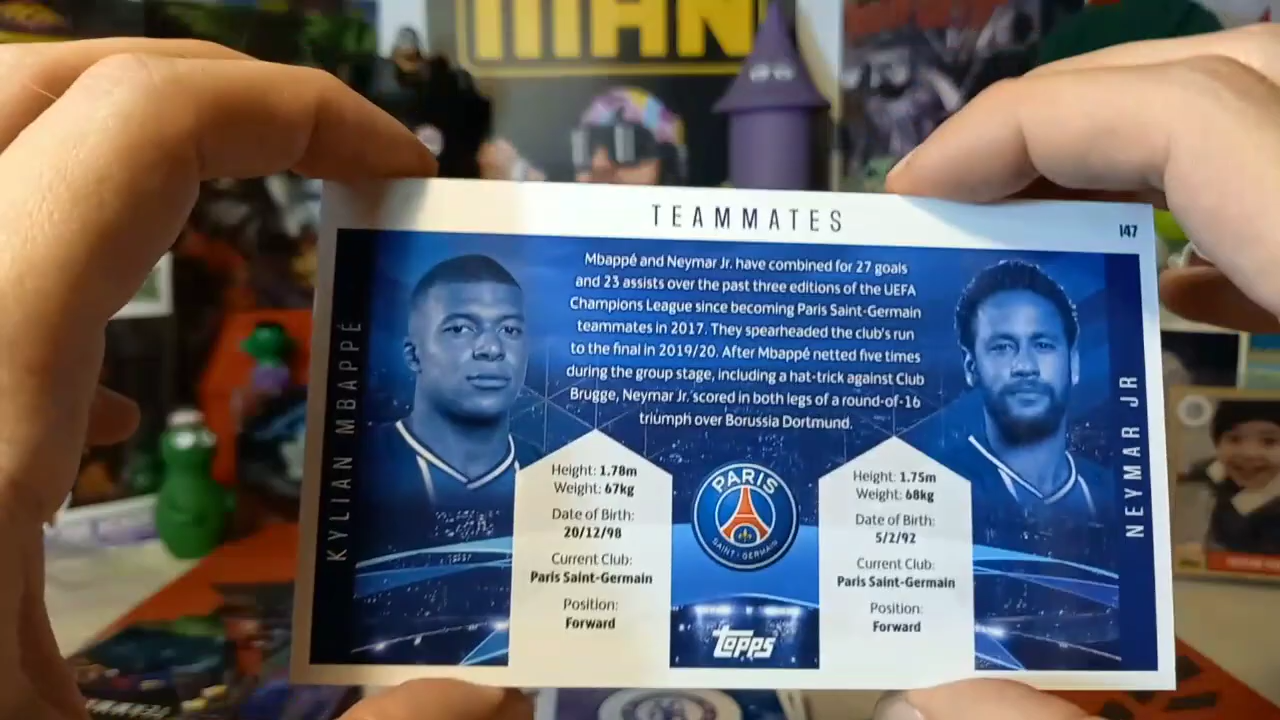 MAN
TEAMMATES
147
Mbappé and Neymar Jr. have combined for 27 goals
and 23 assists over the past three editions of the UEFA
Champions League since becoming Paris Saint-Germain
teammates in 2017. They spearheaded the club's run
to the final in 2019/20. After Mbappé netted five times
during the group stage, including a hat-trick against Club
Brugge, Neymar Jr. scored in both legs of a round-of-16
triumph over Borussia Dortmund.
KYLIAN MBAPPÉ
NEYMAR JR
Height: 1.78m
Weight: 67kg
Date of Birth:
20/12/98
Current Club:
Paris Saint-Germain
Position:
Forward
PARIS
SAINT-GERMAIN
topps
Height: 1.75m
Weight: 68kg
Date of Birth:
5/2/92
Current Club:
Paris Saint-Germain
Position:
Forward